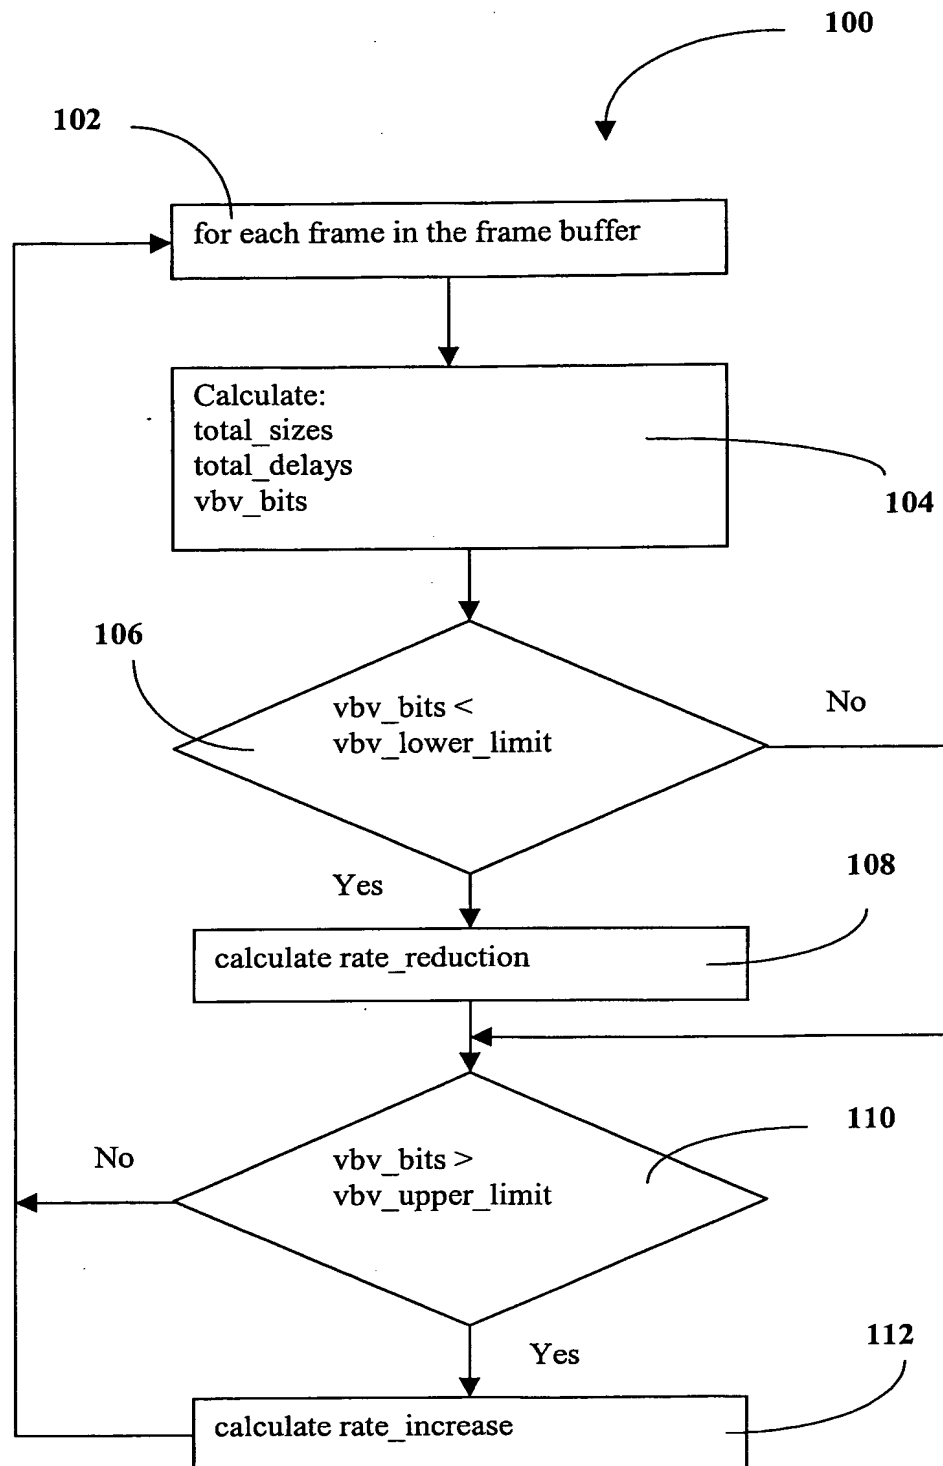 100
102
for each frame in the frame buffer
Calculate:
total_sizes
total_delays
vbv_bits
104
106
vbv_bits <
vbv_lower_limit
No
Yes
108
calculate rate_reduction
110
No
vbv_bits >
vbv_upper_limit
Yes
112
calculate rate_increase